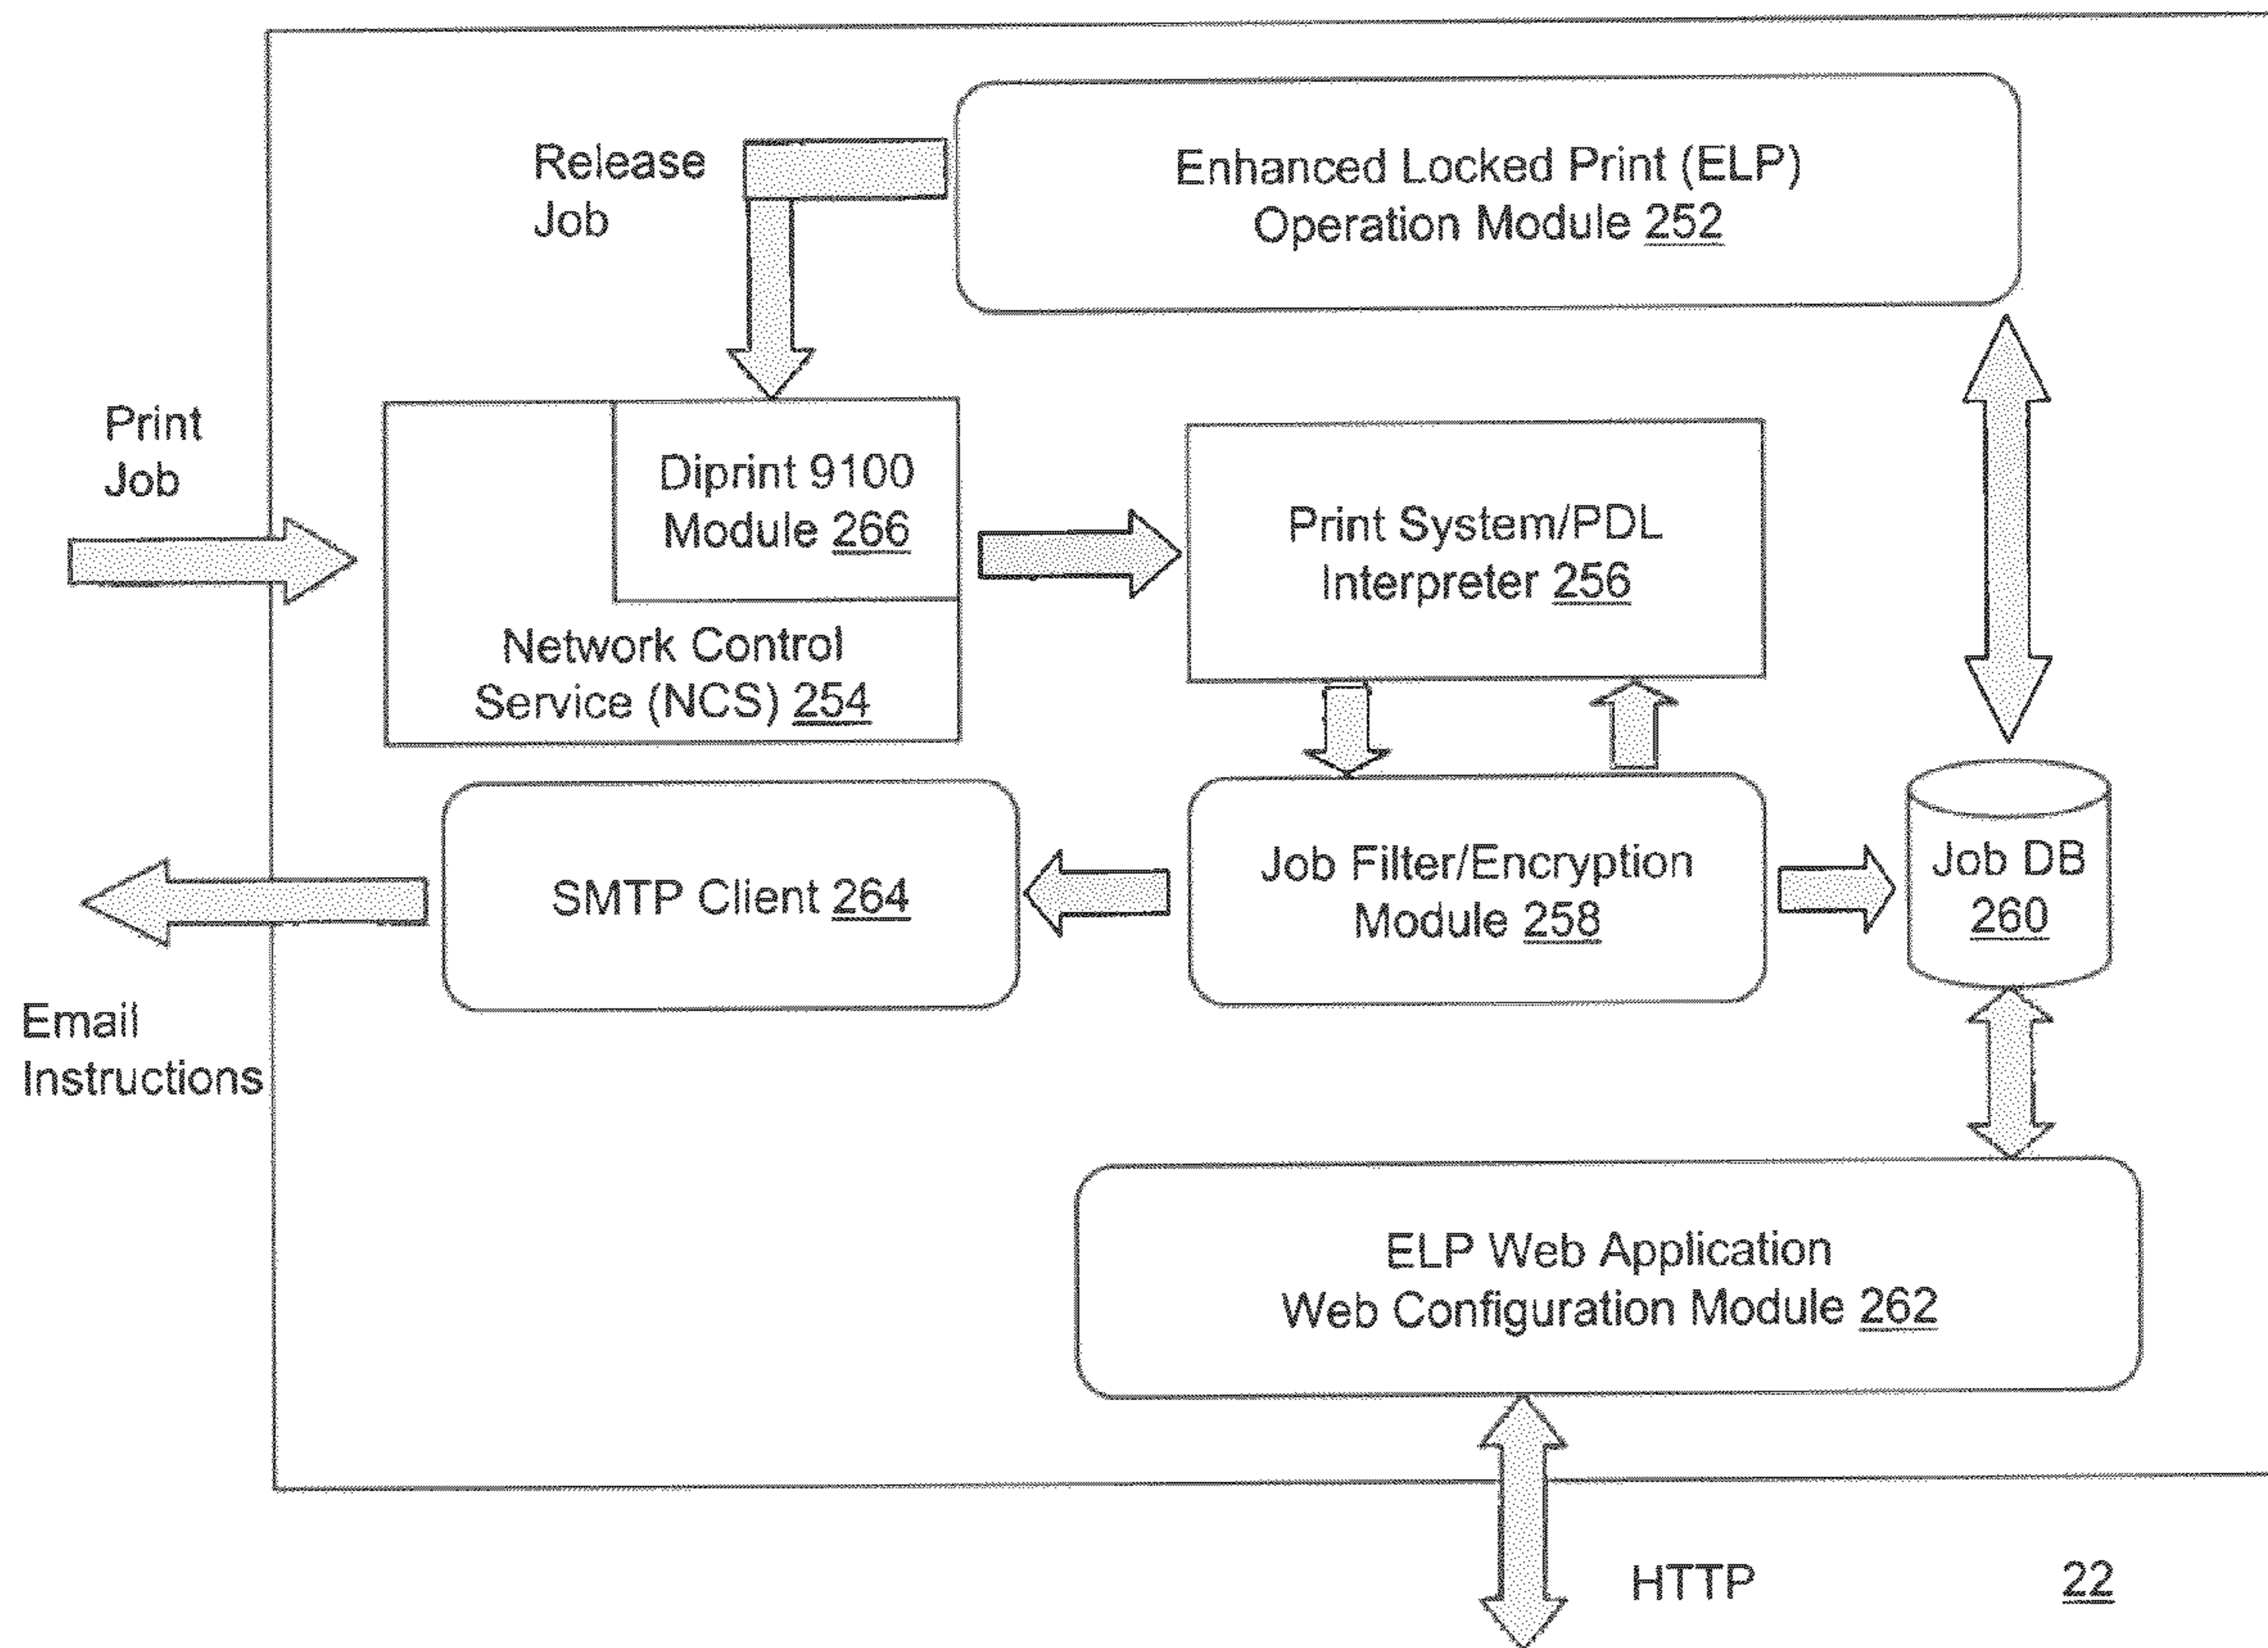 Release
Job
Enhanced Locked Print (ELP)
Operation Module 252
Print
Job
Diprint 9100
Module 266
Network Control
Service (NCS) 254
Print System/PDL
Interpreter 256
SMTP Client 264
Job Filter/Encryption
Module 258
Job DB
260
Email
Instructions
ELP Web Application
Web Configuration Module 262
HTTP
22